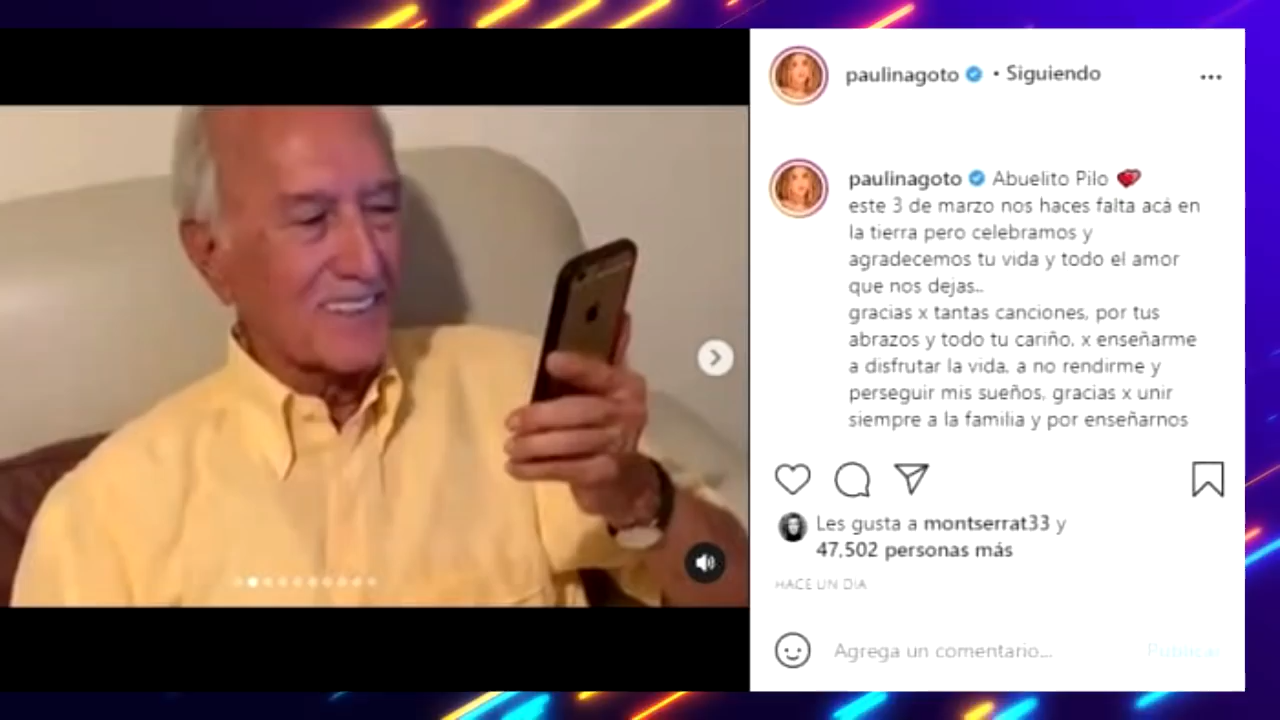 paulinagoto • Siguiendo
paulinagoto Abuelito Pilo
este 3 de marzo nos haces falta acá en
la tierra pero celebramos y
agradecemos tu vida y todo el amor
que nos dejas..
gracias x tantas canciones, por tus
abrazos y todo tu cariño, x enseñarme
a disfrutar la vida, a no rendirme y
perseguir mis sueños, gracias x unir
siempre a la familia y por enseñarnos
Les gusta a montserrat33 y
47,502 personas más
HACE UN DIA
Agrega un comentario... Publicar